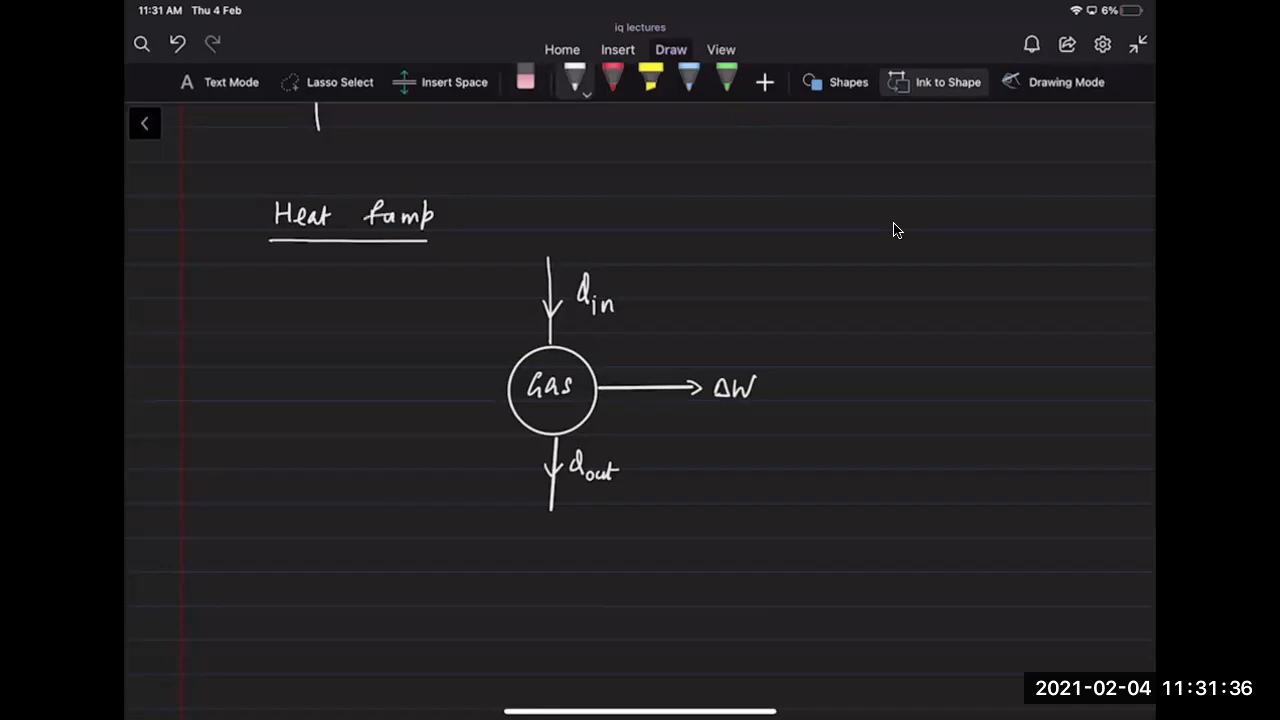 11:31 AM Thu 4 Feb 6%
iq lectures
Home Insert Draw View
Text Mode Lasso Select Insert Space Shapes Ink to Shape Drawing Mode
Heat Pump
Qin
Gas ΔW
Qout
2021-02-04 11:31:36